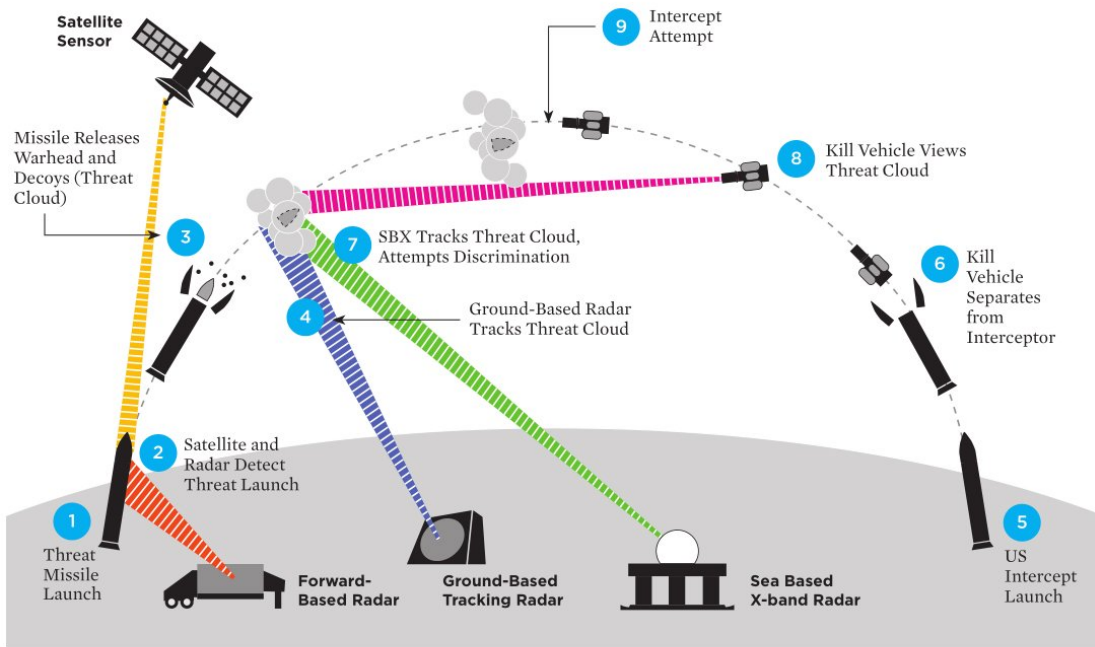 Satellite
Sensor
9
Intercept
Attempt
Missile Releases
Warhead and
Decoys (Threat
Cloud)
8
Kill Vehicle Views
Threat Cloud
3
7
SBX Tracks Threat Cloud,
Attempts Discrimination
6
Kill
Vehicle
Separates
from
Interceptor
4
Ground-Based Radar
Tracks Threat Cloud
2
Satellite and
Radar Detect
Threat Launch
1
Threat
Missile
Launch
5
US
Intercept
Launch
Forward-
Based Radar
Ground-Based
Tracking Radar
Sea Based
X-band Radar